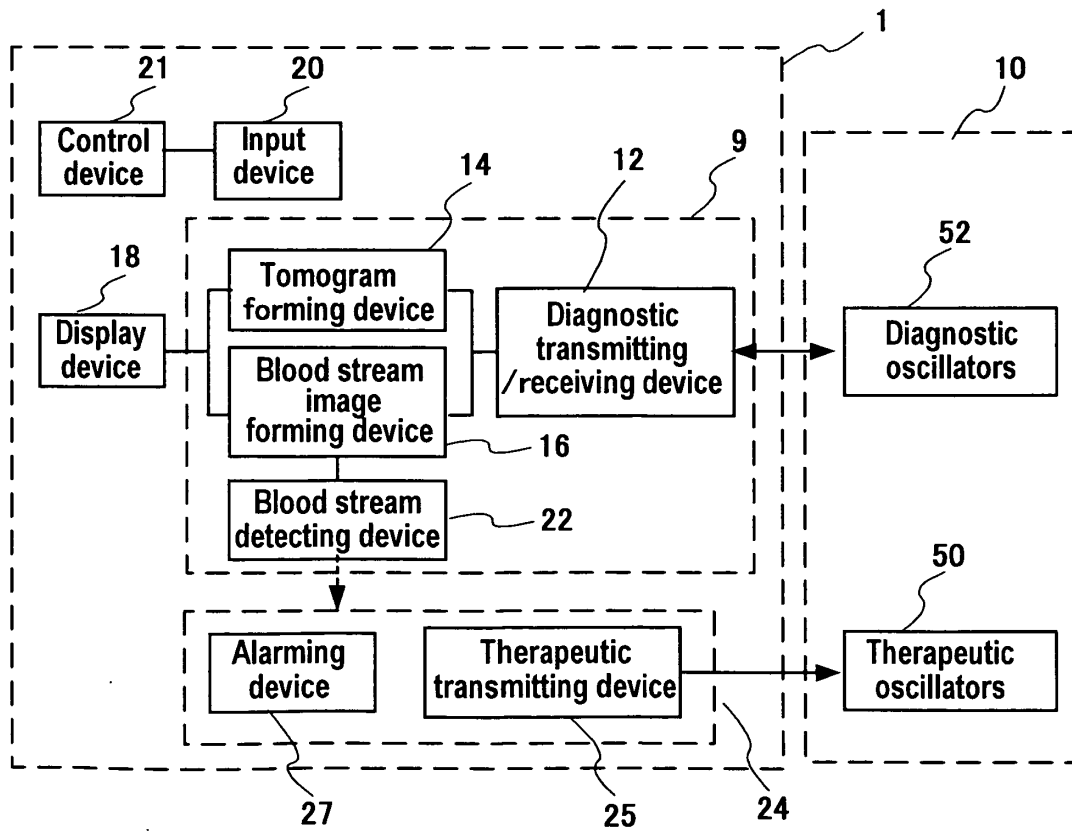 1
21
20
10
Control
device
Input
device
9
14
12
18
52
Tomogram
forming device
Display
device
Diagnostic
transmitting
/receiving device
Diagnostic
oscillators
Blood stream
image
forming device
16
Blood stream
detecting device
22
50
Alarming
device
Therapeutic
transmitting device
Therapeutic
oscillators
27
25
24